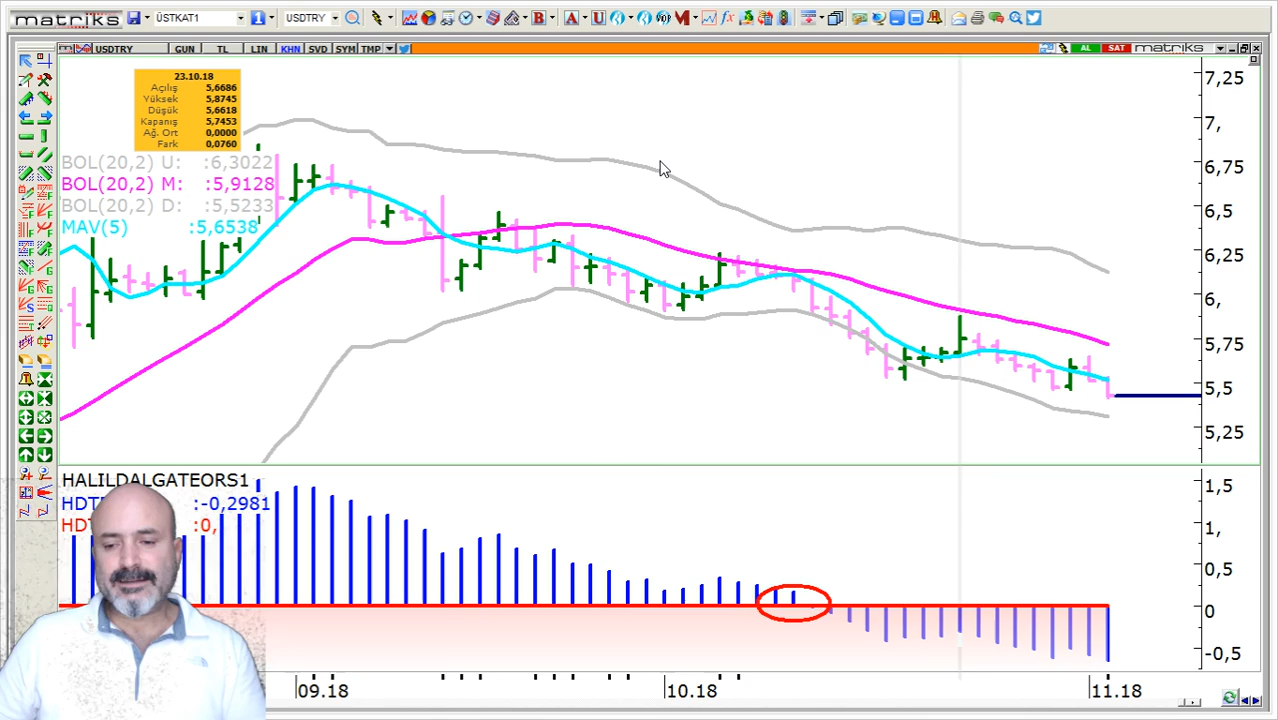 matriks ÜSTKAT1 USDTRY
USDTRY GUN TL LIN KHN SVD SYM TMP AL SAT matriks
23.10.18
Açılış 5,6686
Yüksek 5,8745
Düşük 5,6618
Kapanış 5,7453
Ağ. Ort 0,0000
Fark 0,0760
BOL(20,2) U: :6,3022
BOL(20,2) M: :5,9128
BOL(20,2) D: :5,5233
MAV(5) :5,6538
7,25
7,
6,75
6,5
6,25
6,
5,75
5,5
5,25
HALILDALGATEORS1
:-0,2981
:0,
1,5
1,
0,5
0
-0,5
09.18 10.18 11.18